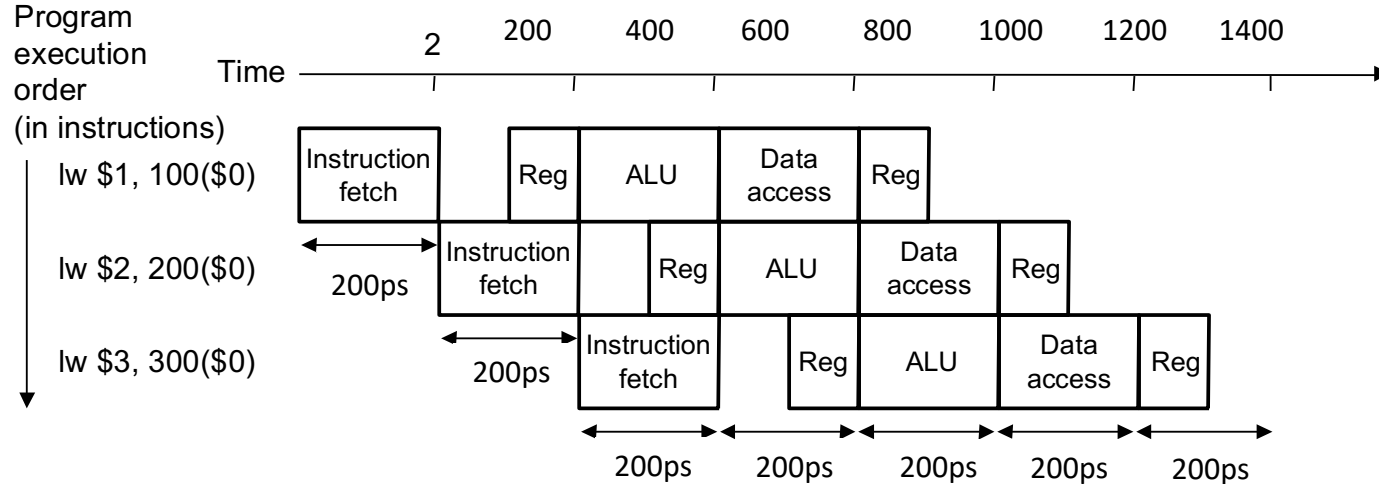 Program
execution
order
(in instructions)
Time
2 200 400 600 800 1000 1200 1400
lw $1, 100($0)
Instruction
fetch
Reg
ALU
Data
access
Reg
200ps
lw $2, 200($0)
Instruction
fetch
Reg
ALU
Data
access
Reg
200ps
lw $3, 300($0)
Instruction
fetch
Reg
ALU
Data
access
Reg
200ps 200ps 200ps 200ps 200ps